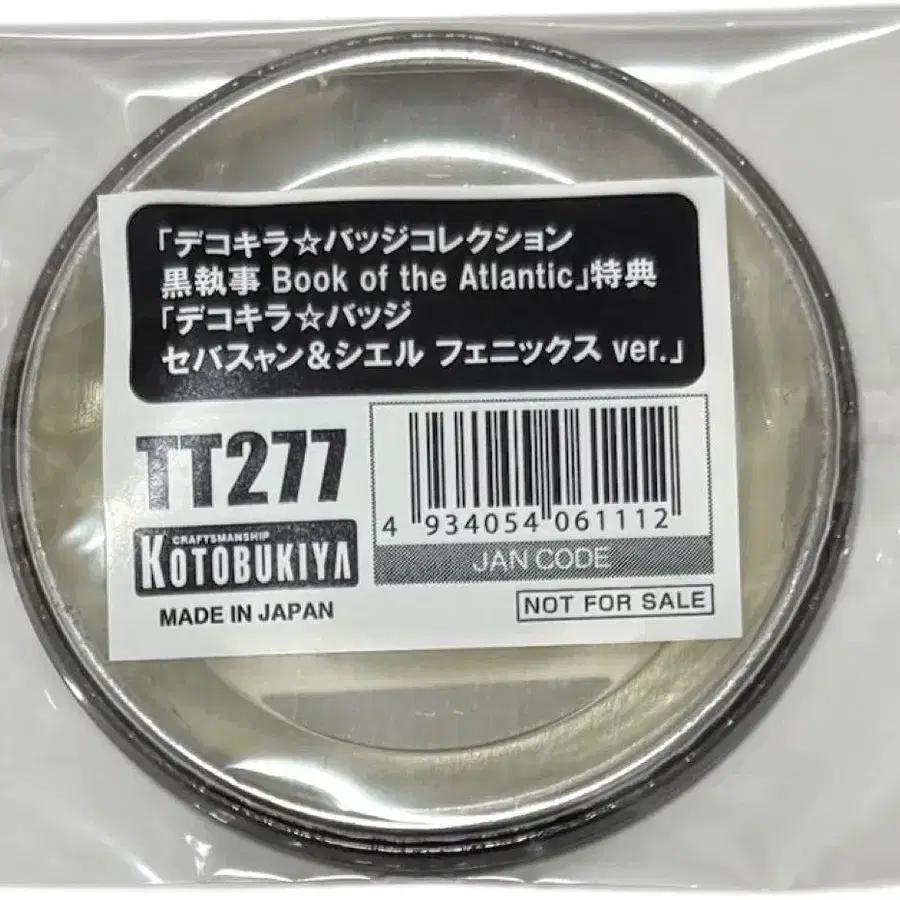 「デコキラ☆バッジコレクション
黒執事 Book of the Atlantic」特典
「デコキラ☆バッジ
セバスチャン＆シエル フェニックス ver.」
TT277
4 934054 061112
JAN CODE
CRAFTSMANSHIP
KOTOBUKIYA
MADE IN JAPAN
NOT FOR SALE